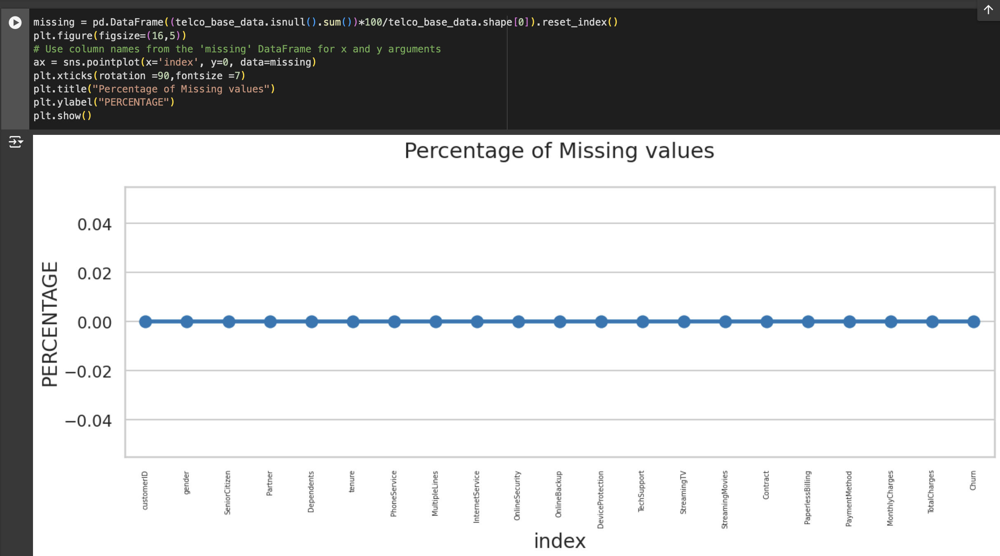 missing = pd.DataFrame((telco_base_data.isnull().sum())*100/telco_base_data.shape[0]).reset_index()
plt.figure(figsize=(16,5))
# Use column names from the 'missing' DataFrame for x and y arguments
ax = sns.pointplot(x='index', y=0, data=missing)
plt.xticks(rotation =90,fontsize =7)
plt.title("Percentage of Missing values")
plt.ylabel("PERCENTAGE")
plt.show()
Percentage of Missing values
PERCENTAGE
0.04
0.02
0.00
−0.02
−0.04
customerID
gender
SeniorCitizen
Partner
Dependents
tenure
PhoneService
MultipleLines
InternetService
OnlineSecurity
OnlineBackup
DeviceProtection
TechSupport
StreamingTV
StreamingMovies
Contract
PaperlessBilling
PaymentMethod
MonthlyCharges
TotalCharges
Churn
index